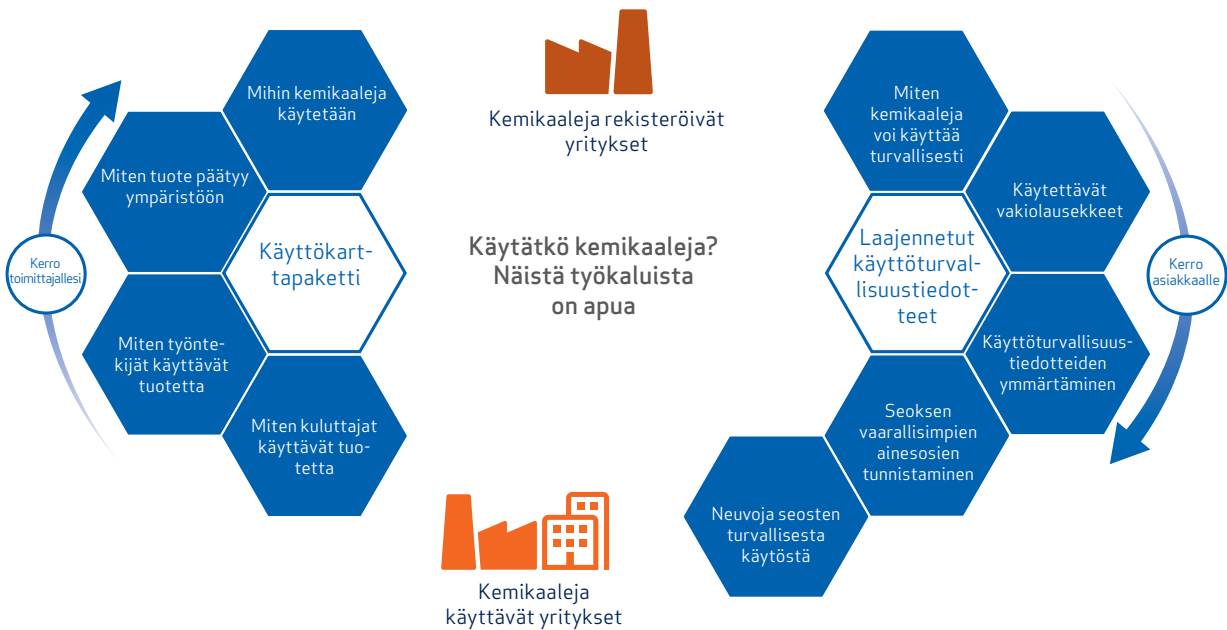 Mihin kemikaaleja
käytetään
Miten tuote päätyy
ympäristöön
Kerro
toimittajallesi
Käyttökart-
tapaketti
Miten työnte-
kijät käyttävät
tuotetta
Miten kuluttajat
käyttävät tuo-
tetta
Kemikaaleja rekisteröivät
yritykset
Käytätkö kemikaaleja?
Näistä työkaluista
on apua
Kemikaaleja
käyttävät yritykset
Miten
kemikaaleja
voi käyttää
turvallisesti
Käytettävät
vakiolausekkeet
Laajennetut
käyttöturval-
lisuustiedot-
teet
Kerro
asiakkaalle
Käyttöturvallisuus-
tiedotteiden
ymmärtäminen
Seoksen
vaarallisimpien
ainesosien
tunnistaminen
Neuvoja seosten
turvallisesta
käytöstä